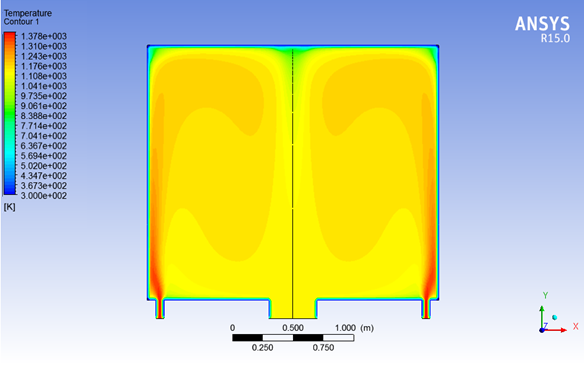 Temperature
Contour 1
1.378e+003
1.310e+003
1.243e+003
1.176e+003
1.108e+003
1.041e+003
9.735e+002
9.061e+002
8.388e+002
7.714e+002
7.041e+002
6.367e+002
5.694e+002
5.020e+002
4.347e+002
3.673e+002
3.000e+002
[K]
ANSYS
R15.0
0 0.500 1.000 (m)
0.250 0.750
Y
Z X